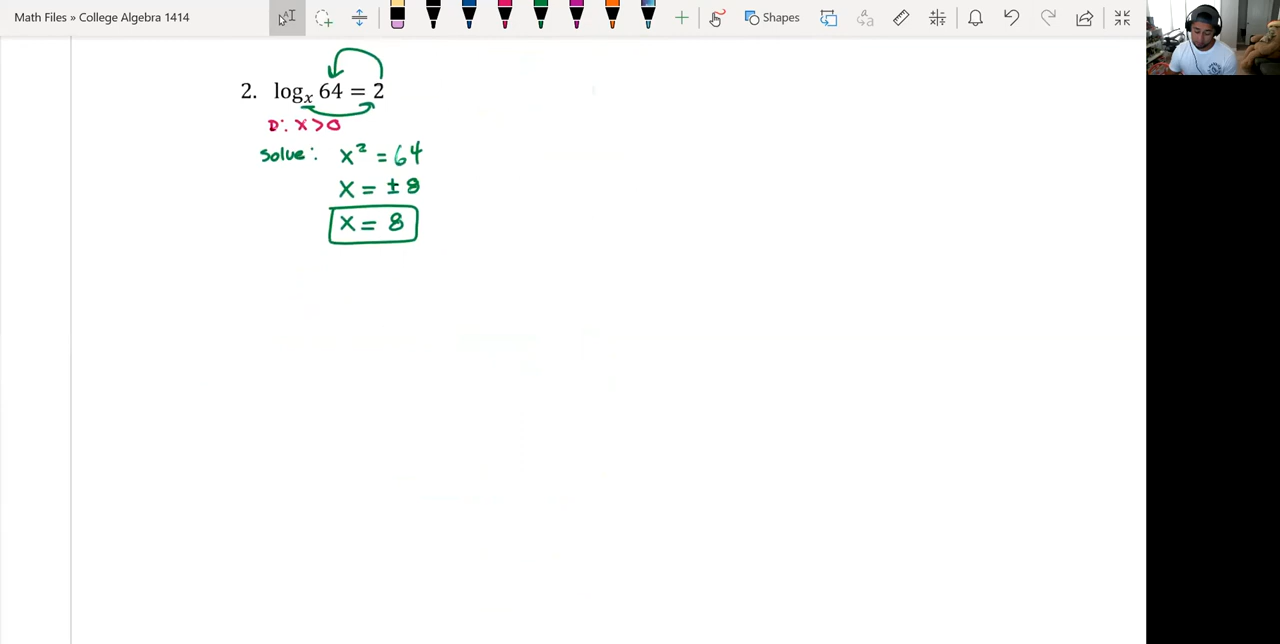 Math Files » College Algebra 1414
Shapes
2. logₓ 64 = 2
D: x > 0
Solve: x² = 64
x = ± 8
x = 8